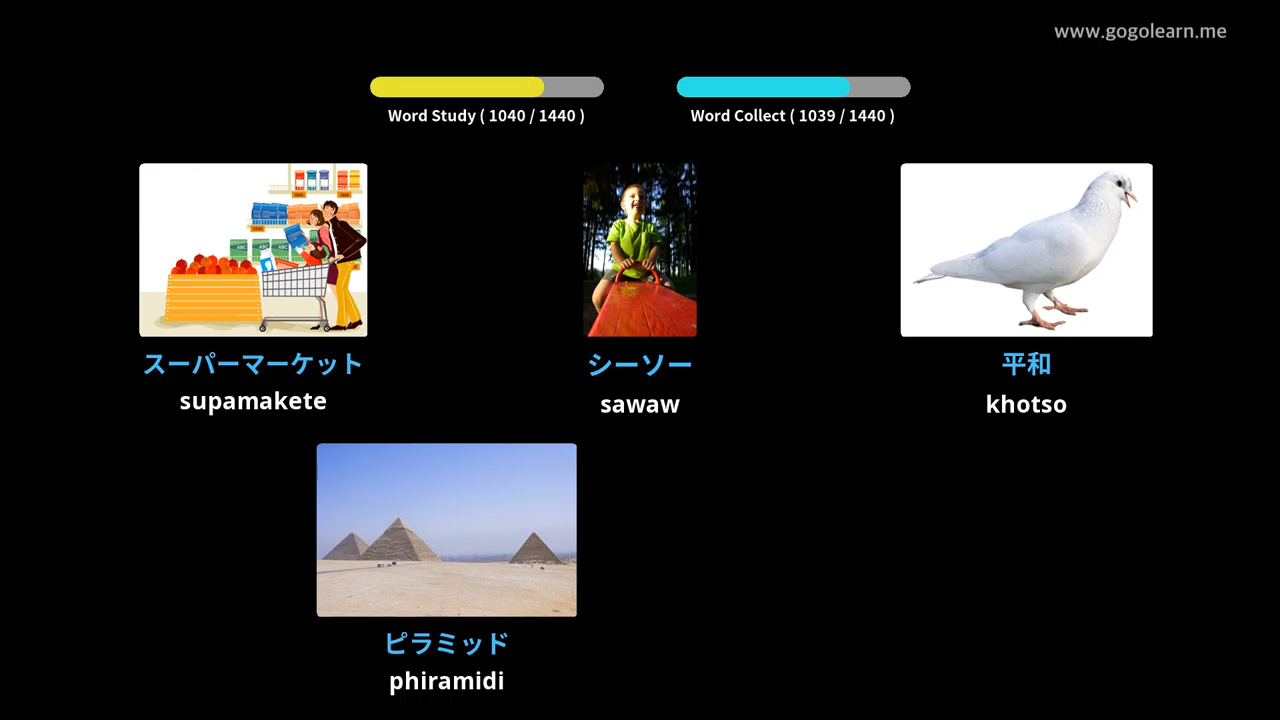 www.gogolearn.me
Word Study ( 1040 / 1440 )
Word Collect ( 1039 / 1440 )
スーパーマーケット
supamakete
シーソー
sawaw
平和
khotso
ピラミッド
phiramidi